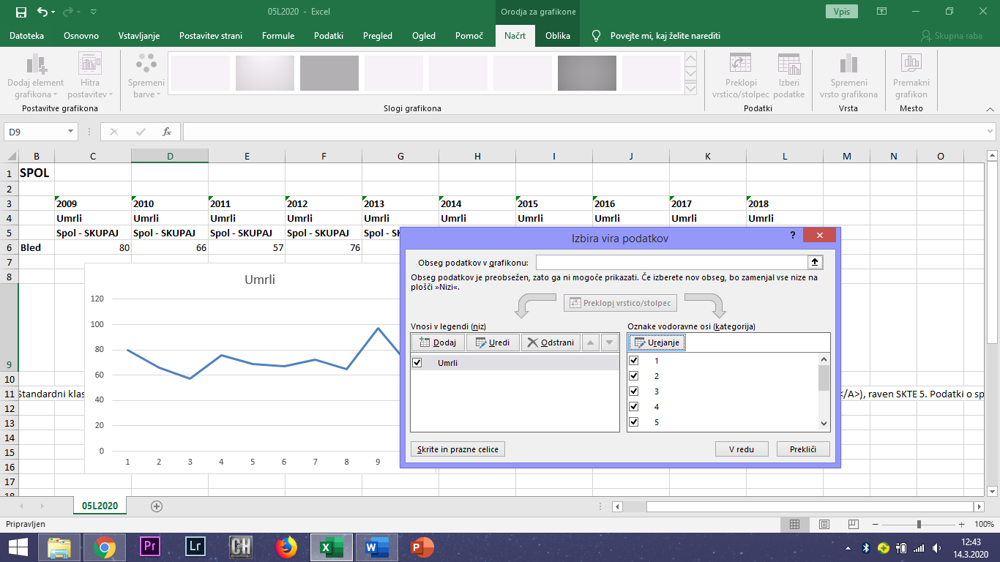 05L2020 - Excel
Orodja za grafikone
Vpis
Datoteka Osnovno Vstavljanje Postavitev strani Formule Podatki Pregled Ogled Pomoč Načrt Oblika Povejte mi, kaj želite narediti Skupna raba
Dodaj element grafikona
Hitra postavitev
Spremeni barve
Preklopi vrstico/stolpec
Izberi podatke
Spremeni vrsto grafikona
Premakni grafikon
Postavitve grafikona Slogi grafikona Podatki Vrsta Mesto
D9 fx
B C D E F G H I J K L M N O
1 SPOL
2
3 2009 2010 2011 2012 2013 2014 2015 2016 2017 2018
4 Umrli Umrli Umrli Umrli Umrli Umrli Umrli Umrli Umrli Umrli
5 Spol - SKUPAJ Spol - SKUPAJ Spol - SKUPAJ Spol - SKUPAJ
6 Bled 80 66 57 76
7
8
9
10
11 Standardni klas </A>), raven SKTE 5. Podatki o sp
12
13
14
15
16
17
18
Umrli
120
100
80
60
40
20
0
1 2 3 4 5 6 7 8 9
Izbira vira podatkov
?
Obseg podatkov v grafikonu:
Obseg podatkov je preobsežen, zato ga ni mogoče prikazati. Če izberete nov obseg, bo zamenjal vse nize na
plošči »Nizi«.
Preklopi vrstico/stolpec
Vnosi v legendi (niz)
Dodaj Uredi Odstrani
Umrli
Oznake vodoravne osi (kategorija)
Urejanje
1
2
3
4
5
Skrite in prazne celice V redu Prekliči
05L2020
Pripravljen 100%
Pr Lr C H
12:43
14.3.2020